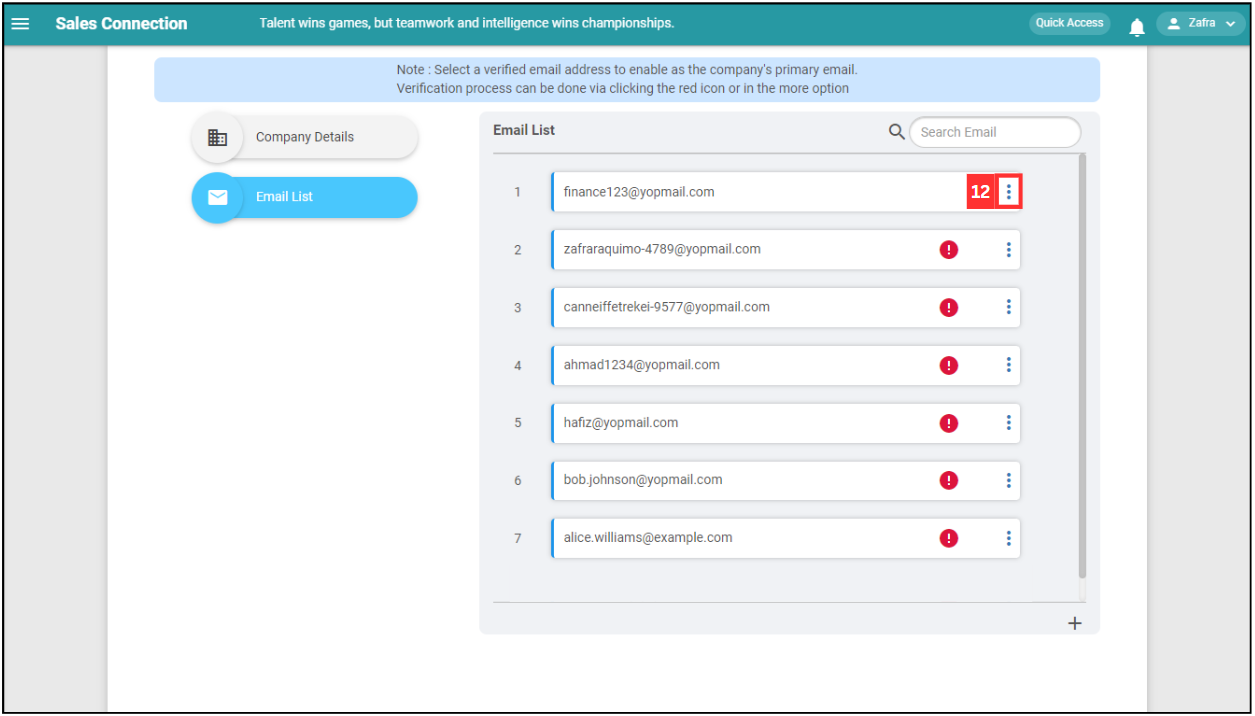 Sales Connection
Talent wins games, but teamwork and intelligence wins championships.
Quick Access
Zafra
Note : Select a verified email address to enable as the company's primary email.
Verification process can be done via clicking the red icon or in the more option
Company Details
Email List
Email List
Search Email
1 finance123@yopmail.com 12
2 zafraraquimo-4789@yopmail.com
3 canneiffetrekei-9577@yopmail.com
4 ahmad1234@yopmail.com
5 hafiz@yopmail.com
6 bob.johnson@yopmail.com
7 alice.williams@example.com